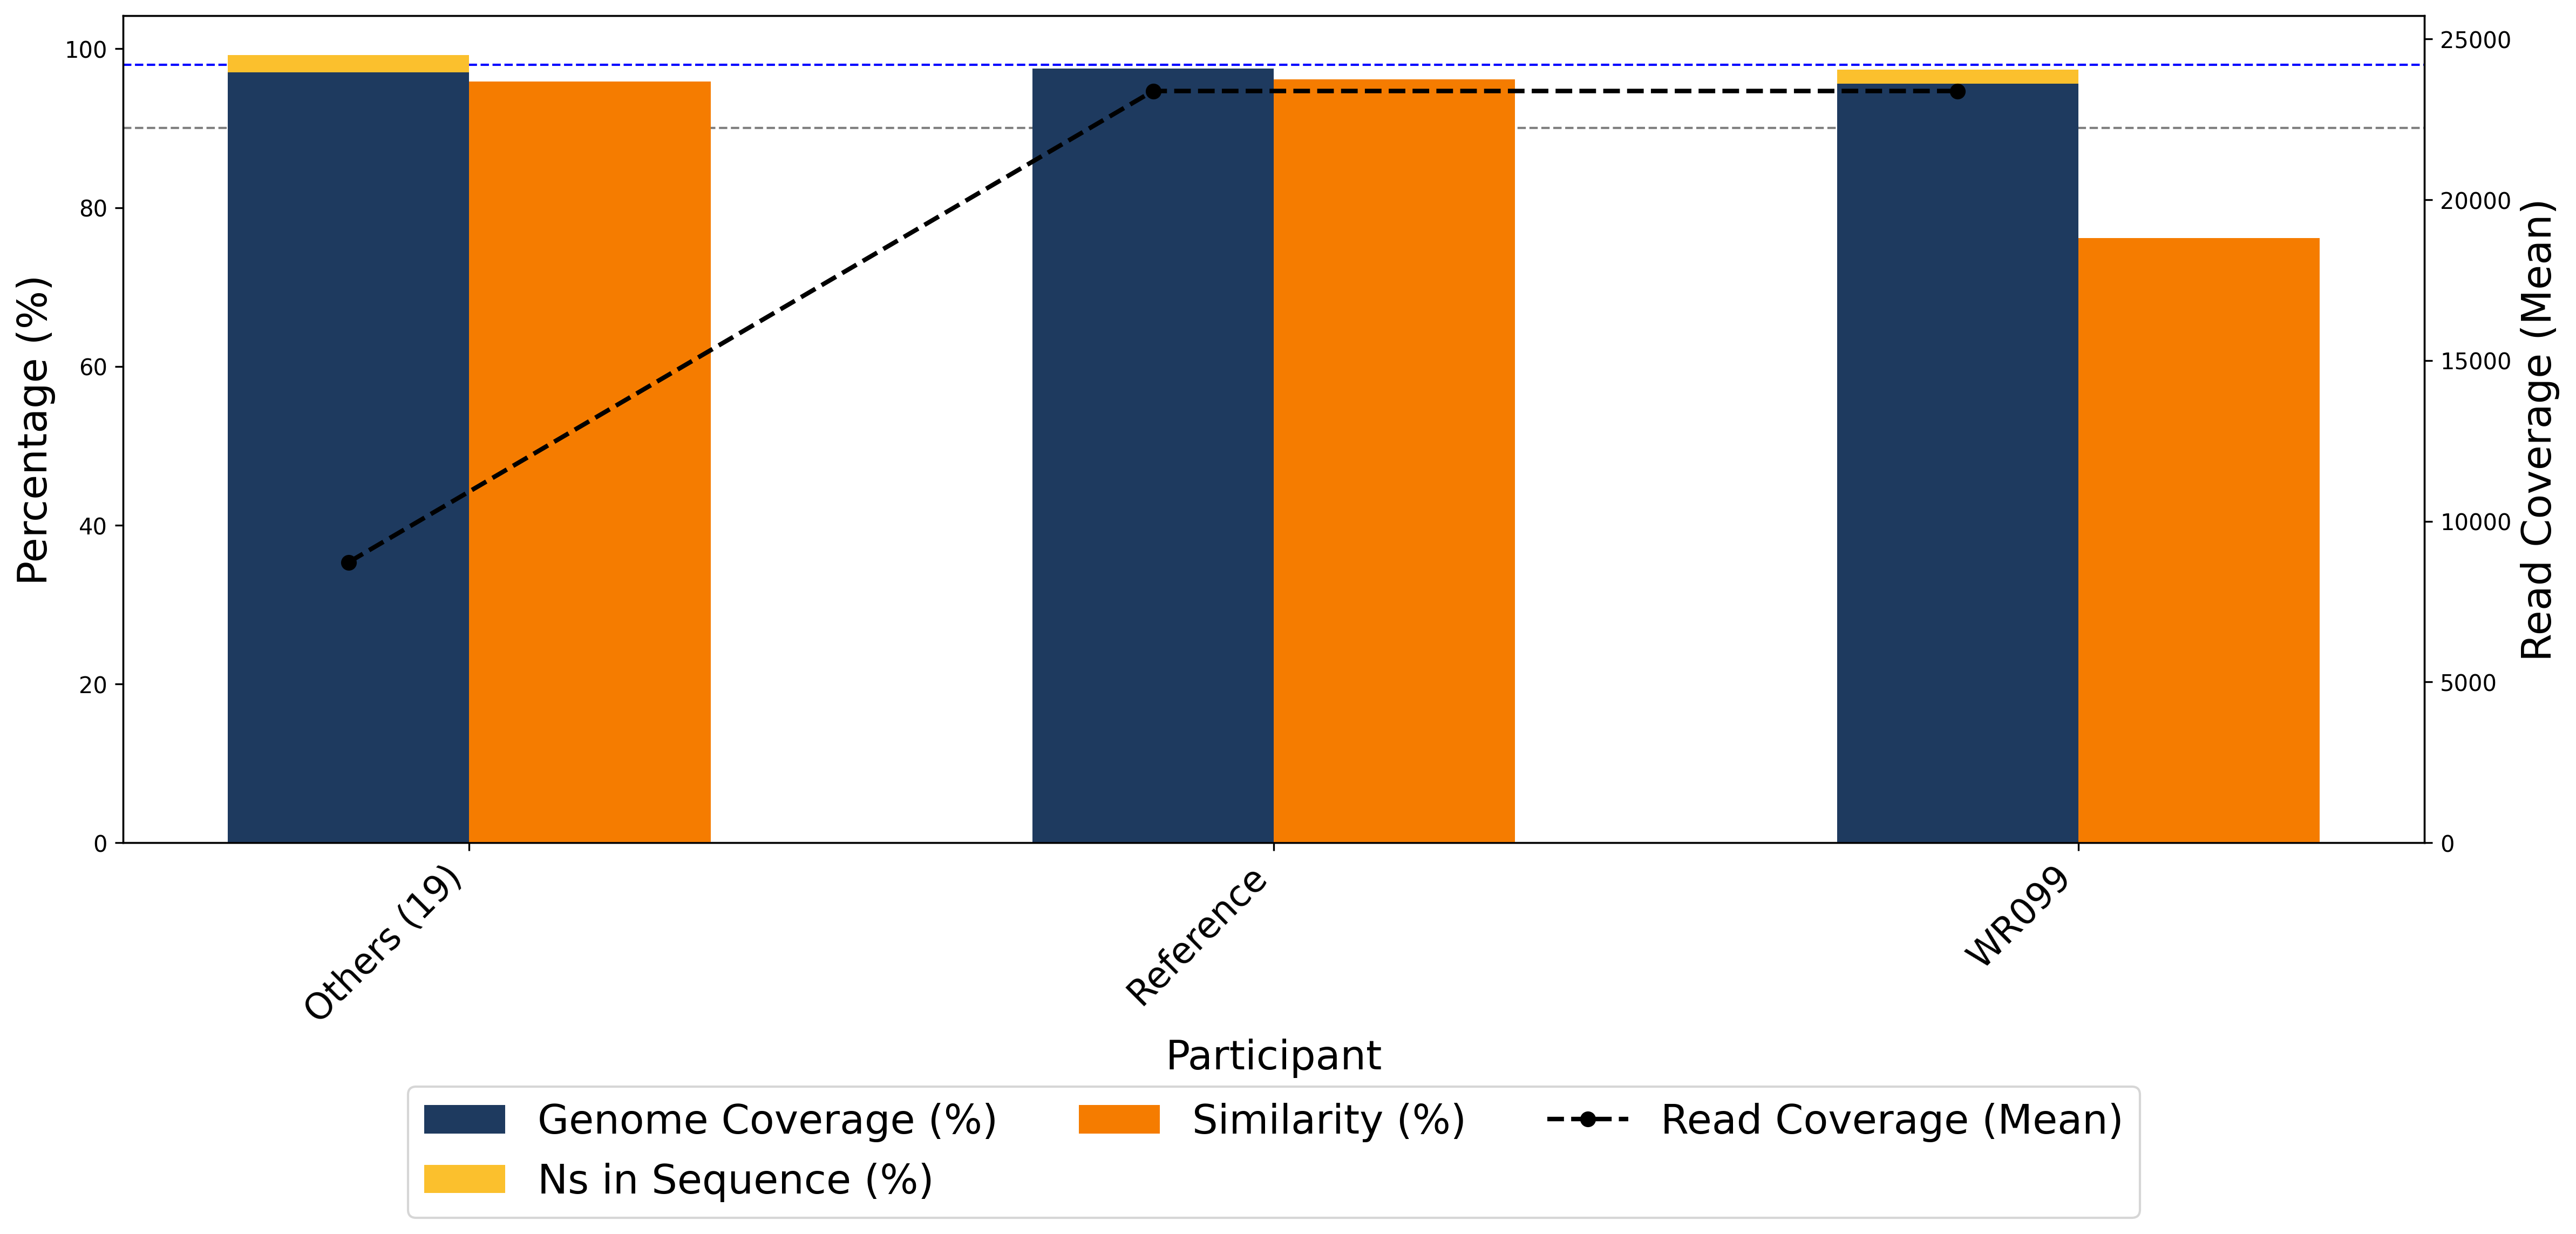 Percentage (%)
100
80
60
40
20
0
25000
20000
15000
10000
5000
0
Read Coverage (Mean)
Others (19)
Reference
WR099
Participant
Genome Coverage (%)
Similarity (%)
Read Coverage (Mean)
Ns in Sequence (%)